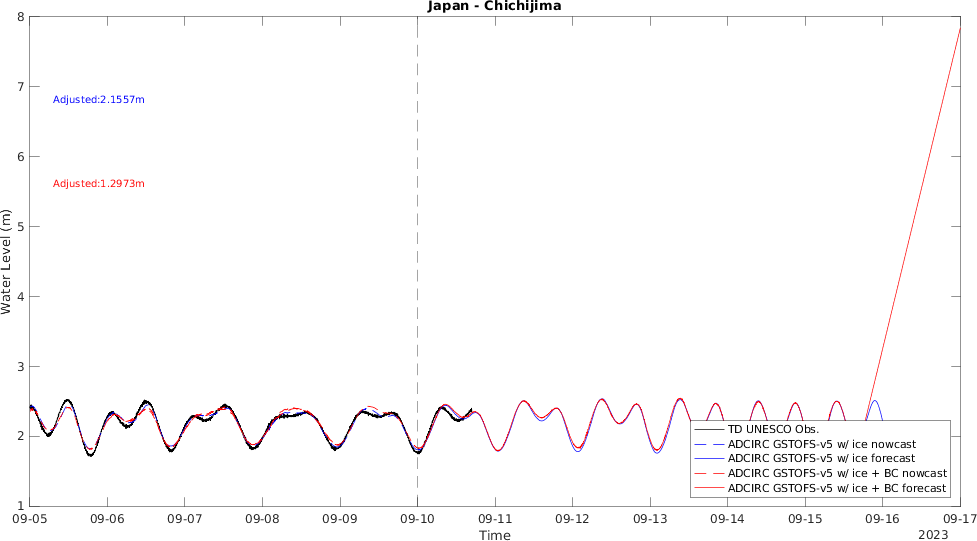 Japan - Chichijima
8
7
6
5
4
3
2
1
Water Level (m)
Adjusted:2.1557m
Adjusted:1.2973m
TD UNESCO Obs.
ADCIRC GSTOFS-v5 w/ ice nowcast
ADCIRC GSTOFS-v5 w/ ice forecast
ADCIRC GSTOFS-v5 w/ ice + BC nowcast
ADCIRC GSTOFS-v5 w/ ice + BC forecast
09-05 09-06 09-07 09-08 09-09 09-10 09-11 09-12 09-13 09-14 09-15 09-16 09-17
Time
2023